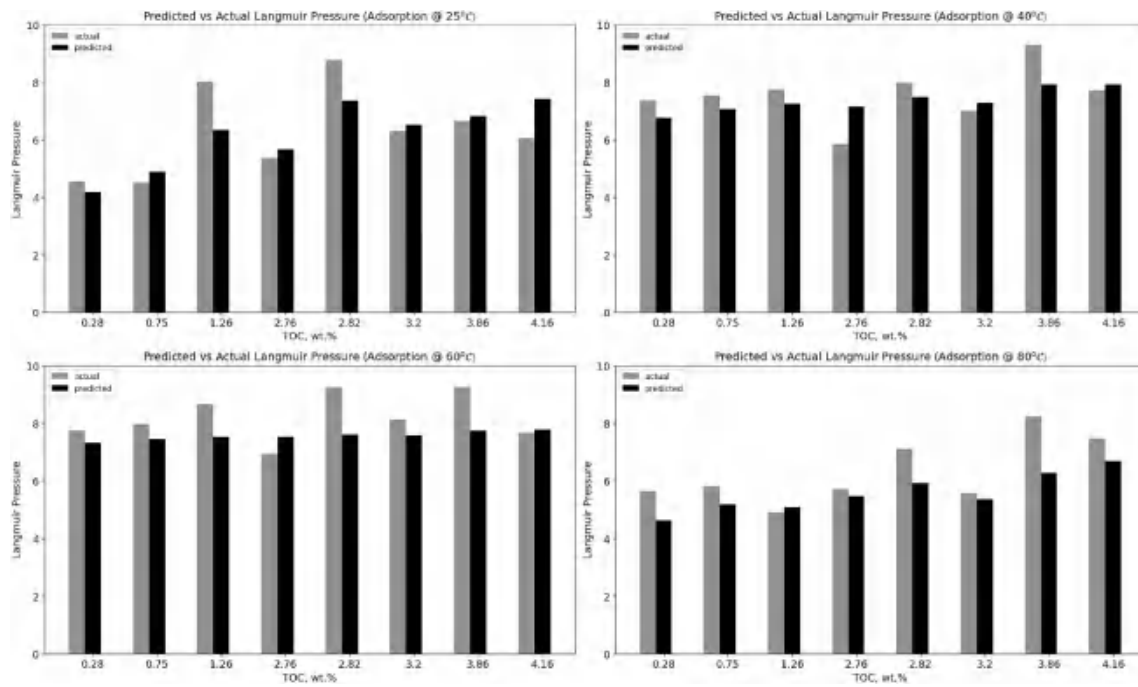 Predicted vs Actual Langmuir Pressure (Adsorption @ 25°C)
actual
predicted
Langmuir Pressure
10
8
6
4
2
0
0.28 0.75 1.26 2.76 2.82 3.2 3.86 4.16
TOC, wt.%
Predicted vs Actual Langmuir Pressure (Adsorption @ 40°C)
actual
predicted
Langmuir Pressure
10
8
6
4
2
0
0.28 0.75 1.26 2.76 2.82 3.2 3.86 4.16
TOC, wt.%
Predicted vs Actual Langmuir Pressure (Adsorption @ 60°C)
actual
predicted
Langmuir Pressure
10
8
6
4
2
0
0.28 0.75 1.26 2.76 2.82 3.2 3.86 4.16
TOC, wt.%
Predicted vs Actual Langmuir Pressure (Adsorption @ 80°C)
actual
predicted
Langmuir Pressure
10
8
6
4
2
0
0.28 0.75 1.26 2.76 2.82 3.2 3.86 4.16
TOC, wt.%